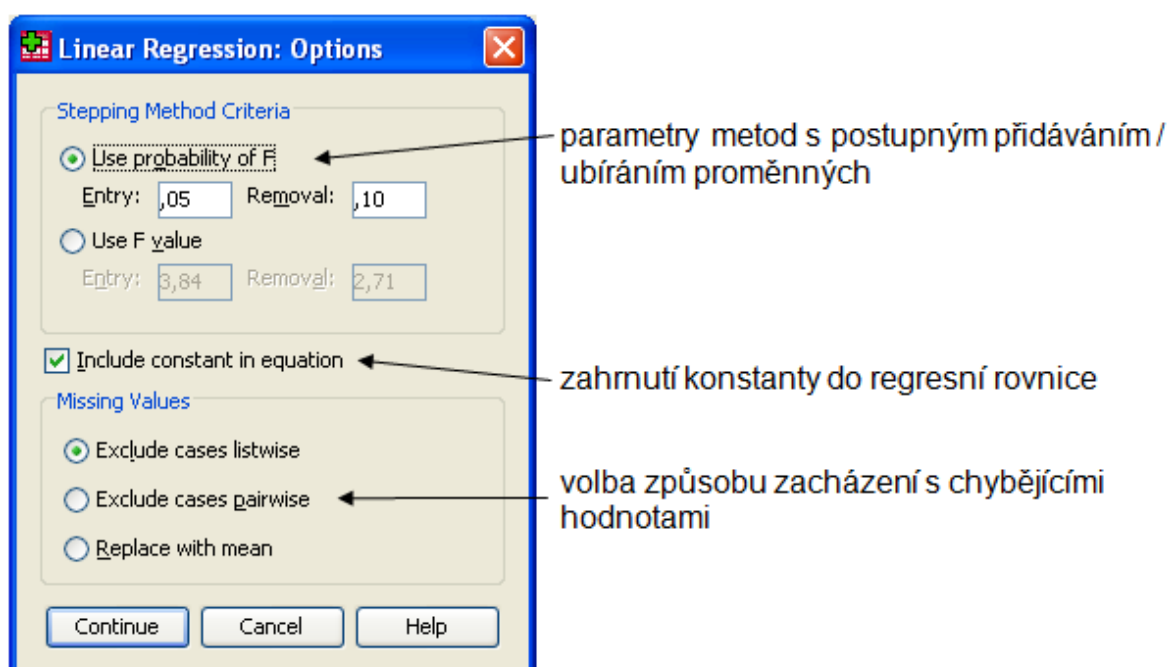 Linear Regression: Options
Stepping Method Criteria
Use probability of F
Entry: ,05 Removal: ,10
Use F value
Entry: 3,84 Removal: 2,71
Include constant in equation
Missing Values
Exclude cases listwise
Exclude cases pairwise
Replace with mean
Continue Cancel Help
parametry metod s postupným přidáváním /
ubíráním proměnných
zahrnutí konstanty do regresní rovnice
volba způsobu zacházení s chybějícími
hodnotami